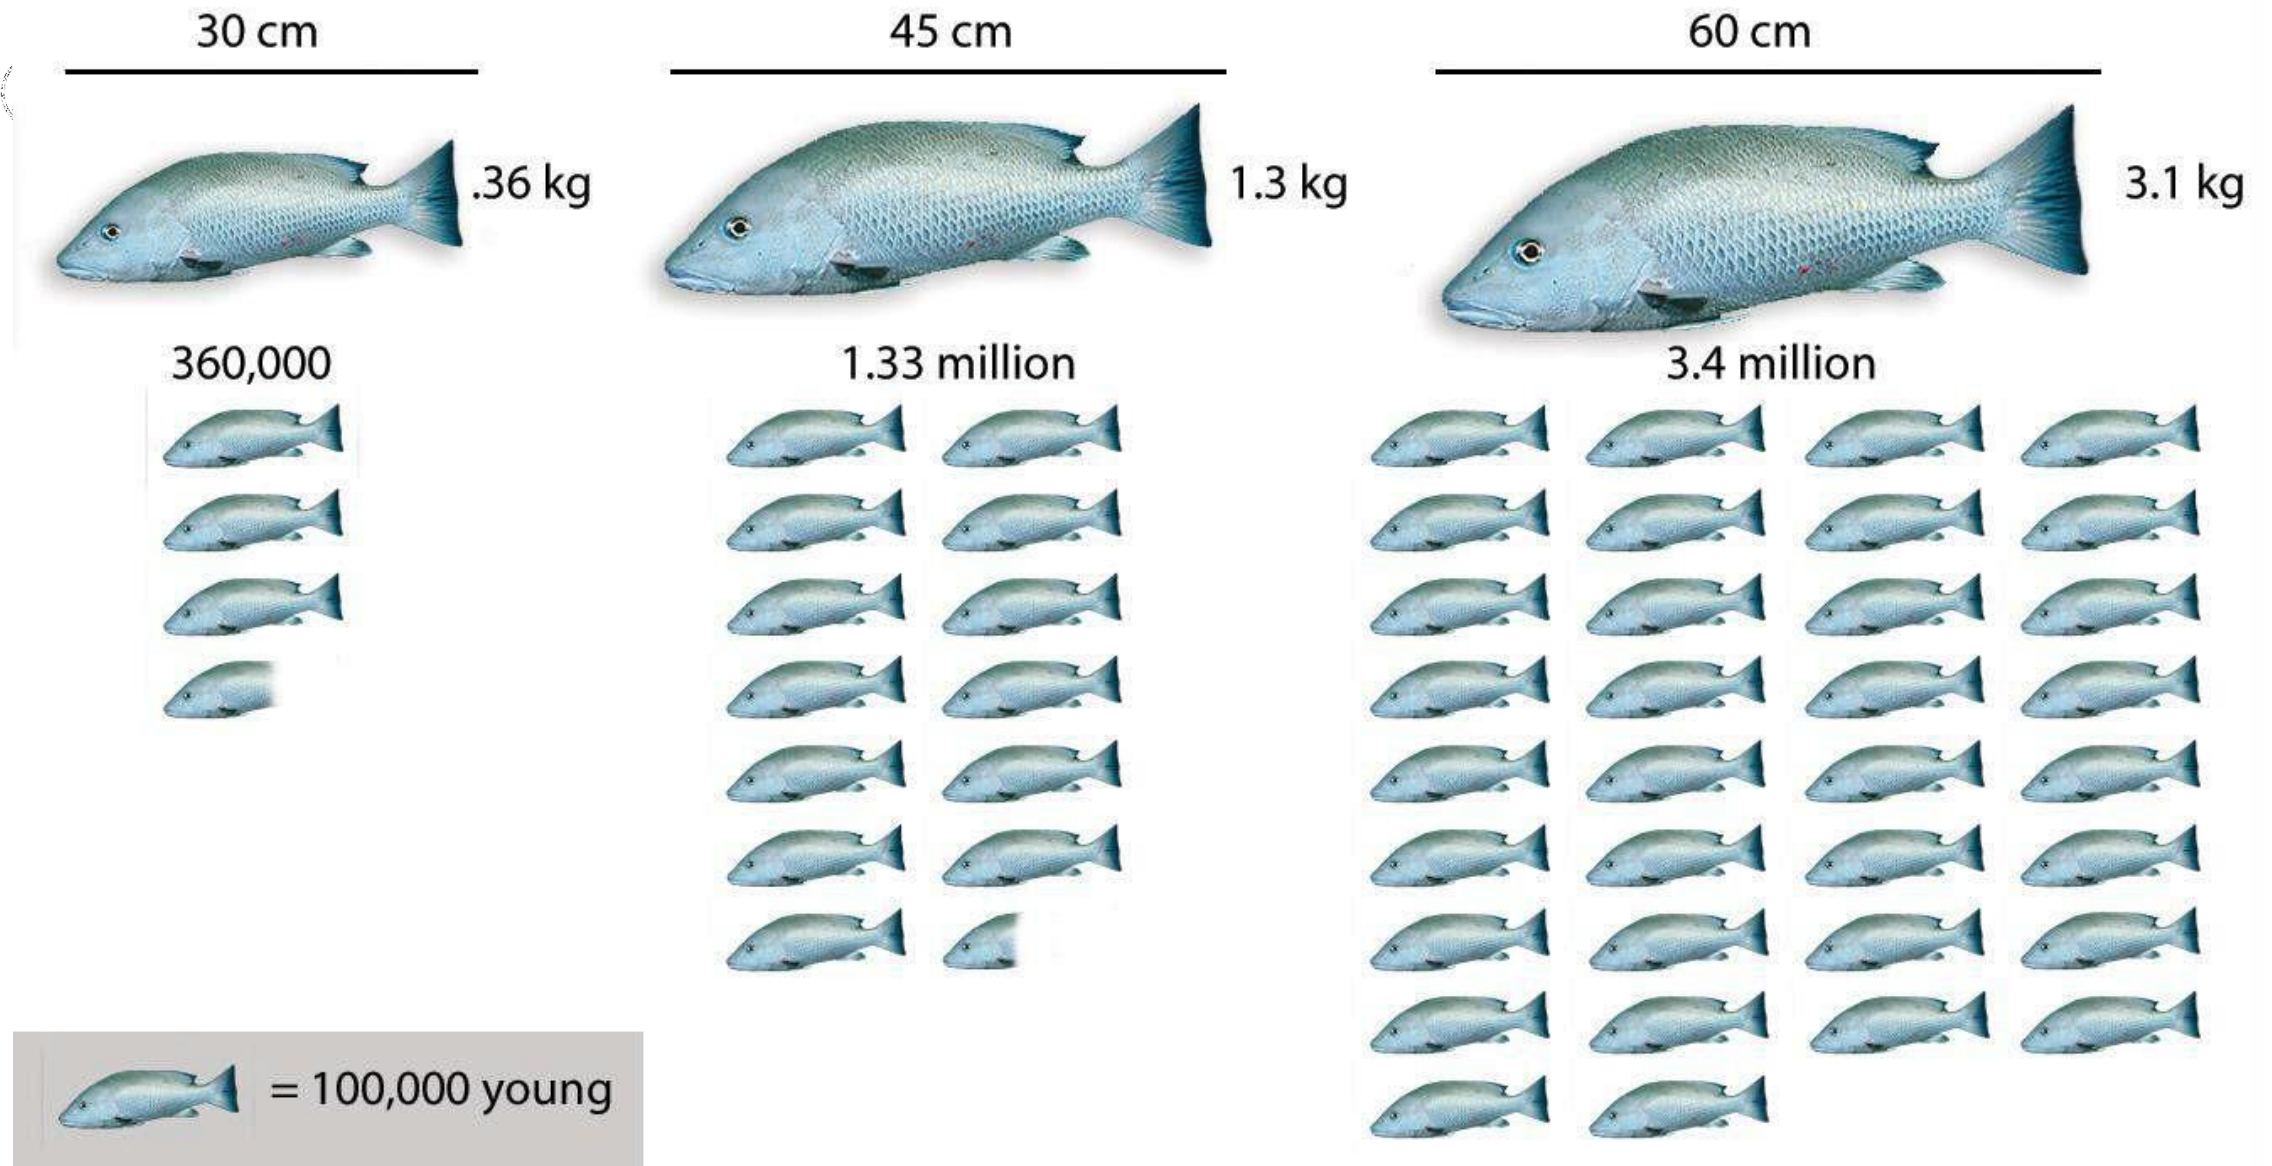 30 cm
45 cm
60 cm
.36 kg
1.3 kg
3.1 kg
360,000
1.33 million
3.4 million
= 100,000 young